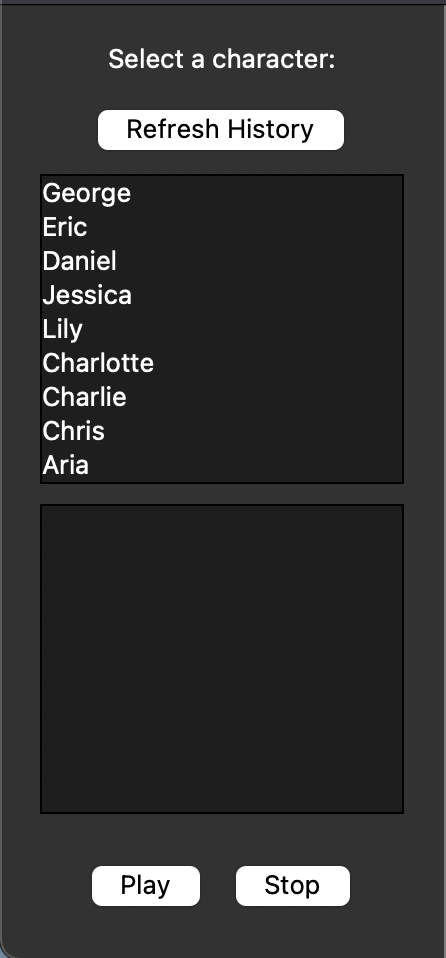 Select a character:
Refresh History
George
Eric
Daniel
Jessica
Lily
Charlotte
Charlie
Chris
Aria
Play
Stop